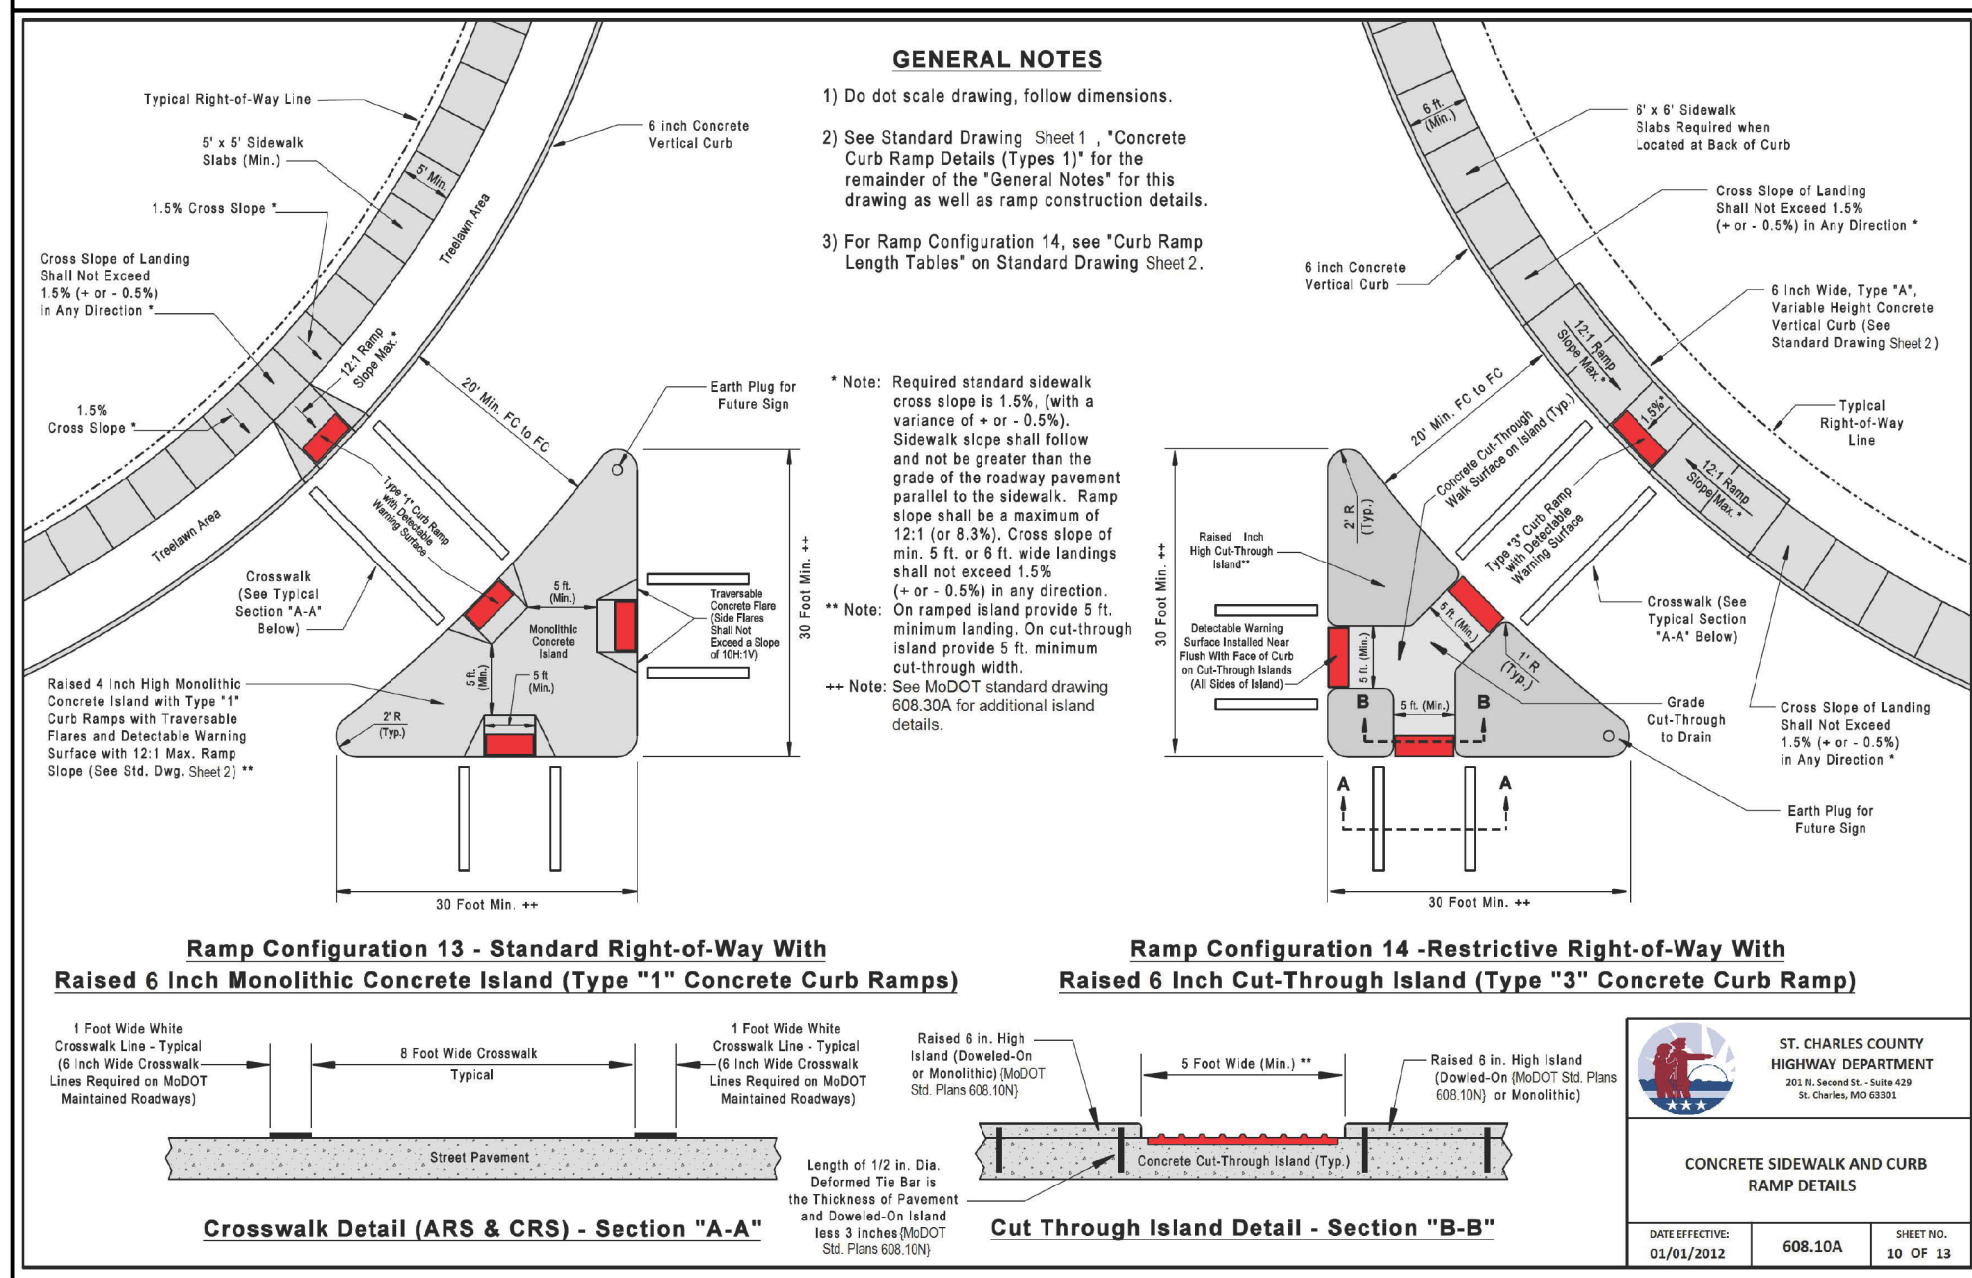 GENERAL NOTES
1) Do dot scale drawing, follow dimensions.
2) See Standard Drawing Sheet 1 , "Concrete
Curb Ramp Details (Types 1)" for the
remainder of the "General Notes" for this
drawing as well as ramp construction details.
3) For Ramp Configuration 14, see "Curb Ramp
Length Tables" on Standard Drawing Sheet 2.
* Note: Required standard sidewalk
cross slope is 1.5%, (with a
variance of + or - 0.5%).
Sidewalk slope shall follow
and not be greater than the
grade of the roadway pavement
parallel to the sidewalk. Ramp
slope shall be a maximum of
12:1 (or 8.3%). Cross slope of
min. 5 ft. or 6 ft. wide landings
shall not exceed 1.5%
(+ or - 0.5%) in any direction.
** Note: On ramped island provide 5 ft.
minimum landing. On cut-through
island provide 5 ft. minimum
cut-through width.
++ Note: See MoDOT standard drawing
608.30A for additional island
details.
Typical Right-of-Way Line
5' x 5' Sidewalk
Slabs (Min.)
1.5% Cross Slope *
Cross Slope of Landing
Shall Not Exceed
1.5% (+ or - 0.5%)
in Any Direction *
1.5%
Cross Slope *
6 inch Concrete
Vertical Curb
5' Min.
Treelawn Area
12:1 Ramp
Slope Max.*
20' Min. FC to FC
Earth Plug for
Future Sign
Treelawn Area
Type "1" Curb Ramp
with Detectable
Warning Surface
Crosswalk
(See Typical
Section "A-A"
Below)
5 ft.
(Min.)
Monolithic
Concrete
Island
Traversable
Concrete Flare
(Side Flares
Shall Not
Exceed a Slope
of 10H:1V)
30 Foot Min. ++
5 ft.
(Min.)
5 ft
(Min.)
Raised 4 Inch High Monolithic
Concrete Island with Type "1"
Curb Ramps with Traversable
Flares and Detectable Warning
Surface with 12:1 Max. Ramp
Slope (See Std. Dwg. Sheet 2) **
2' R
(Typ.)
30 Foot Min. ++
Ramp Configuration 13 - Standard Right-of-Way With
Raised 6 Inch Monolithic Concrete Island (Type "1" Concrete Curb Ramps)
6 ft.
(Min.)
6' x 6' Sidewalk
Slabs Required when
Located at Back of Curb
Cross Slope of Landing
Shall Not Exceed 1.5%
(+ or - 0.5%) in Any Direction *
6 inch Concrete
Vertical Curb
6 Inch Wide, Type "A",
Variable Height Concrete
Vertical Curb (See
Standard Drawing Sheet 2)
12:1 Ramp
Slope Max. *
20' Min. FC to FC
1.5%*
Typical
Right-of-Way
Line
Concrete Cut-Through
Walk Surface on Island (Typ.)
12:1 Ramp
Slope Max. *
2' R
(Typ.)
Type "3" Curb Ramp
with Detectable
Warning Surface
Raised Inch
High Cut-Through
Island**
30 Foot Min. ++
Crosswalk (See
Typical Section
"A-A" Below)
Detectable Warning
Surface Installed Near
Flush With Face of Curb
on Cut-Through Islands
(All Sides of Island)
5 ft. (Min.)
5 ft. (Min.)
1' R
(Typ.)
B
5 ft. (Min.)
B
Grade
Cut-Through
to Drain
Cross Slope of Landing
Shall Not Exceed
1.5% (+ or - 0.5%)
in Any Direction *
A
A
Earth Plug for
Future Sign
30 Foot Min. ++
Ramp Configuration 14 -Restrictive Right-of-Way With
Raised 6 Inch Cut-Through Island (Type "3" Concrete Curb Ramp)
1 Foot Wide White
Crosswalk Line - Typical
(6 Inch Wide Crosswalk
Lines Required on MoDOT
Maintained Roadways)
8 Foot Wide Crosswalk
Typical
1 Foot Wide White
Crosswalk Line - Typical
(6 Inch Wide Crosswalk
Lines Required on MoDOT
Maintained Roadways)
Street Pavement
Crosswalk Detail (ARS & CRS) - Section "A-A"
Raised 6 in. High
Island (Doweled-On
or Monolithic) {MoDOT
Std. Plans 608.10N}
5 Foot Wide (Min.) **
Raised 6 in. High Island
(Dowled-On {MoDOT Std. Plans
608.10N} or Monolithic)
Concrete Cut-Through Island (Typ.)
Length of 1/2 in. Dia.
Deformed Tie Bar is
the Thickness of Pavement
and Doweled-On Island
less 3 inches{MoDOT
Std. Plans 608.10N}
Cut Through Island Detail - Section "B-B"
ST. CHARLES COUNTY
HIGHWAY DEPARTMENT
201 N. Second St. - Suite 429
St. Charles, MO 63301
CONCRETE SIDEWALK AND CURB
RAMP DETAILS
DATE EFFECTIVE:
01/01/2012
608.10A
SHEET NO.
10 OF 13